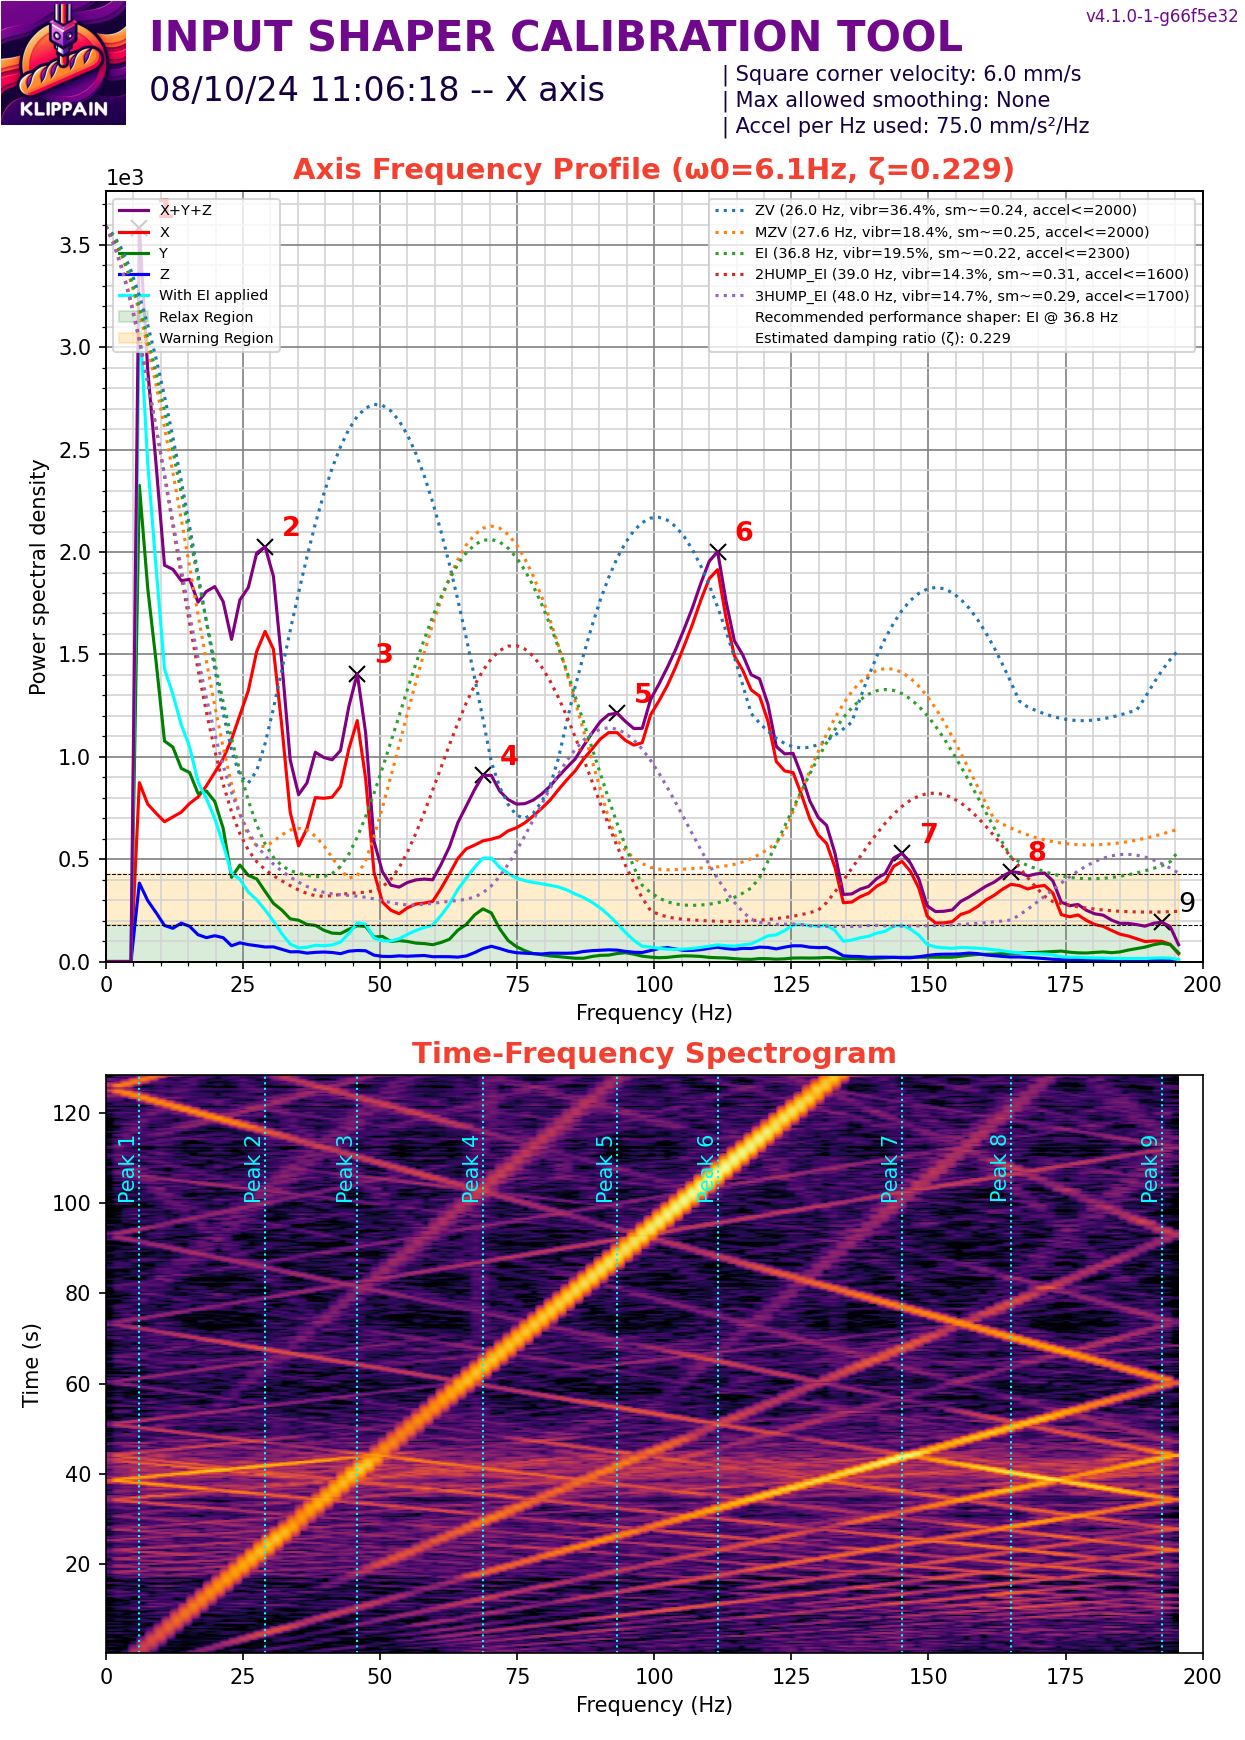 KLIPPAIN
INPUT SHAPER CALIBRATION TOOL
v4.1.0-1-g66f5e32
08/10/24 11:06:18 -- X axis
| Square corner velocity: 6.0 mm/s
| Max allowed smoothing: None
| Accel per Hz used: 75.0 mm/s²/Hz
Axis Frequency Profile (ω0=6.1Hz, ζ=0.229)
1e3
X+Y+Z
X
Y
Z
With EI applied
Relax Region
Warning Region
ZV (26.0 Hz, vibr=36.4%, sm~=0.24, accel<=2000)
MZV (27.6 Hz, vibr=18.4%, sm~=0.25, accel<=2000)
EI (36.8 Hz, vibr=19.5%, sm~=0.22, accel<=2300)
2HUMP_EI (39.0 Hz, vibr=14.3%, sm~=0.31, accel<=1600)
3HUMP_EI (48.0 Hz, vibr=14.7%, sm~=0.29, accel<=1700)
Recommended performance shaper: EI @ 36.8 Hz
Estimated damping ratio (ζ): 0.229
1
2
3
4
5
6
7
8
9
3.5
3.0
2.5
2.0
1.5
1.0
0.5
0.0
Power spectral density
0 25 50 75 100 125 150 175 200
Frequency (Hz)
Time-Frequency Spectrogram
Peak 1
Peak 2
Peak 3
Peak 4
Peak 5
Peak 6
Peak 7
Peak 8
Peak 9
120
100
80
60
40
20
Time (s)
0 25 50 75 100 125 150 175 200
Frequency (Hz)